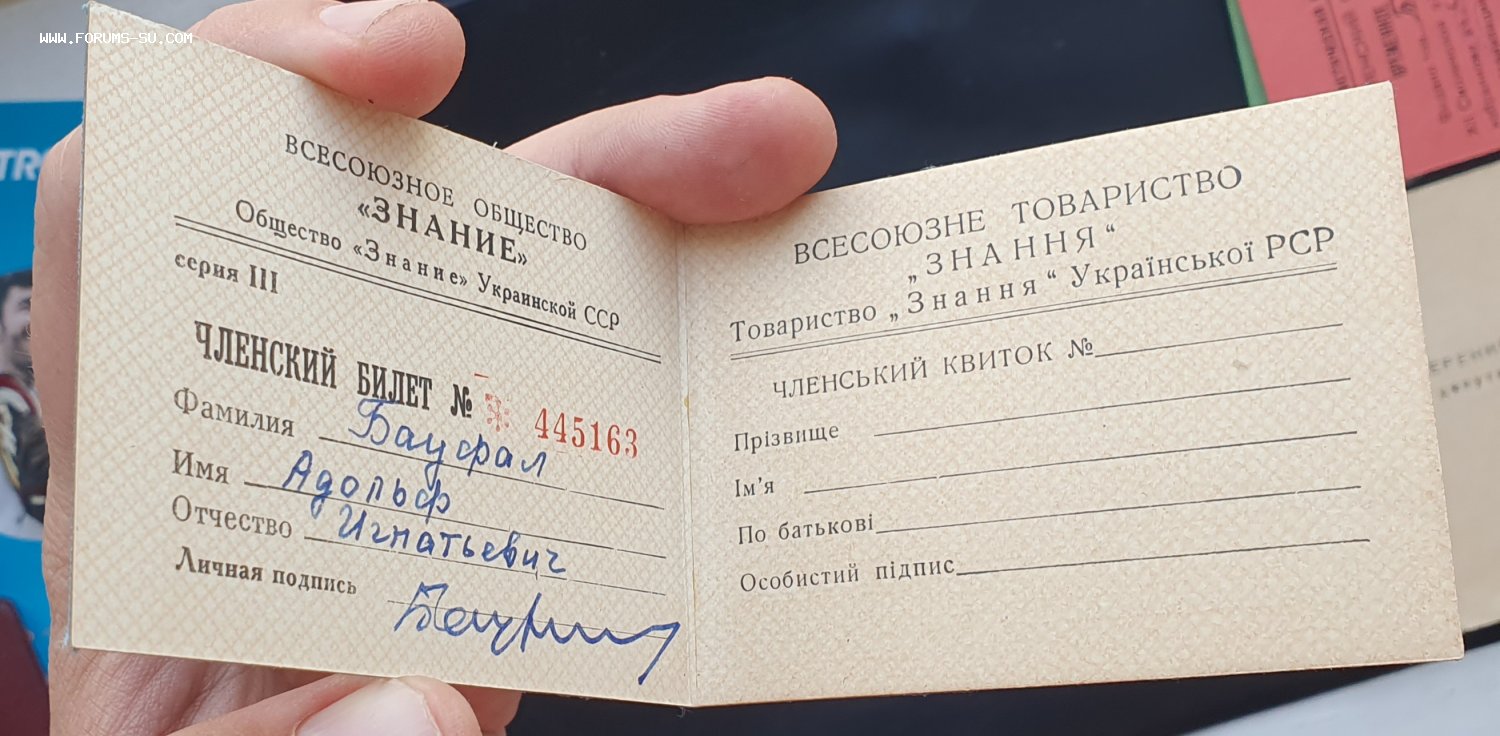 WWW.FORUMS-SU.COM
ВСЕСОЮЗНОЕ ОБЩЕСТВО
«ЗНАНИЕ»
Общество «Знание» Украинской ССР
серия III
ЧЛЕНСКИЙ БИЛЕТ № 445163
Фамилия Баусрал
Имя Адольф
Отчество Игнатьевич
Личная подпись
ВСЕСОЮЗНЕ ТОВАРИСТВО
„ЗНАННЯ“
Товариство „Знання“ Української РСР
ЧЛЕНСЬКИЙ КВИТОК №
Прізвище
Ім'я
По батькові
Особистий підпис
TR